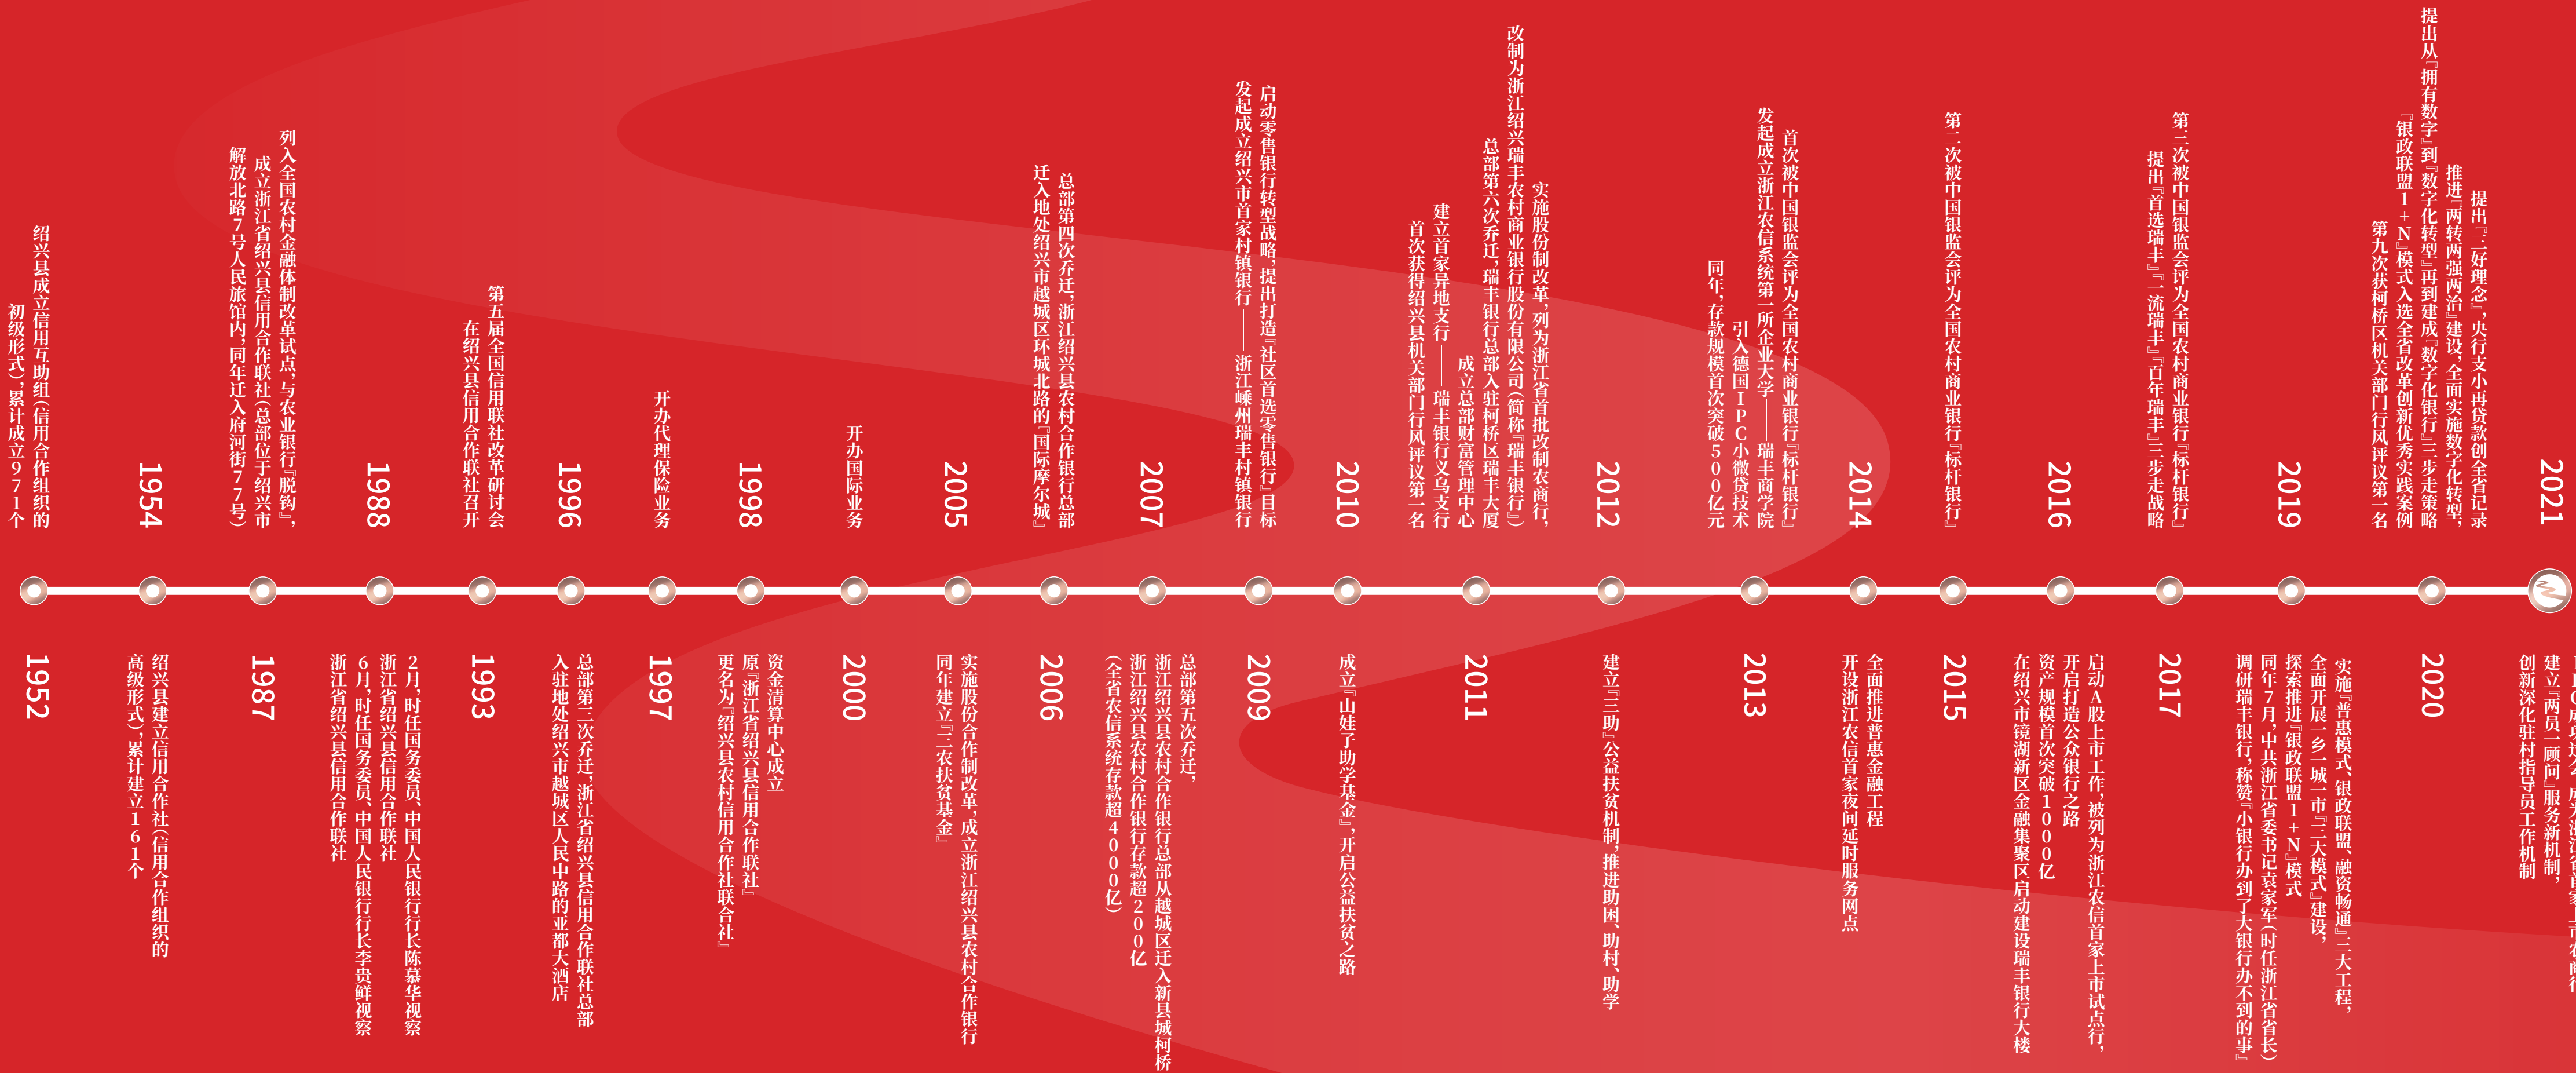 1952
绍兴县成立信用互助组（信用合作组织的
初级形式），累计成立971个
1954
绍兴县建立信用合作社（信用合作组织的
高级形式），累计建立161个
1987
列入全国农村金融体制改革试点，与农业银行『脱钩』，
成立浙江省绍兴县信用合作联社（总部位于绍兴市
解放北路7号人民旅馆内，同年迁入府河街77号）
1988
2月，时任国务委员、中国人民银行行长陈慕华视察
浙江省绍兴县信用合作联社
6月，时任国务委员、中国人民银行行长李贵鲜视察
浙江省绍兴县信用合作联社
1993
第五届全国信用联社改革研讨会
在绍兴县信用合作联社召开
1996
总部第三次乔迁，浙江省绍兴县信用合作联社总部
入驻地处绍兴市越城区人民中路的亚都大酒店
1997
开办代理保险业务
1998
资金清算中心成立
原『浙江省绍兴县信用合作联社』
更名为『绍兴县农村信用合作社联合社』
2000
开办国际业务
2005
实施股份合作制改革，成立浙江绍兴县农村合作银行
同年建立『三农扶贫基金』
2006
总部第四次乔迁，浙江绍兴县农村合作银行总部
迁入地处绍兴市越城区环城北路的『国际摩尔城』
2007
总部第五次乔迁，
浙江绍兴县农村合作银行总部从越城区迁入新县城柯桥
浙江绍兴县农村合作银行存款超200亿
（全省农信系统存款超4000亿）
2009
启动零售银行转型战略，提出打造『社区首选零售银行』目标
发起成立绍兴市首家村镇银行——浙江嵊州瑞丰村镇银行
2010
成立『山娃子助学基金』，开启公益扶贫之路
2011
实施股份制改革，列为浙江省首批改制农商行，
改制为浙江绍兴瑞丰农村商业银行股份有限公司（简称『瑞丰银行』）
总部第六次乔迁，瑞丰银行总部入驻柯桥区瑞丰大厦
成立总部财富管理中心
建立首家异地支行——瑞丰银行义乌支行
首次获得绍兴县机关部门行风评议第一名
2012
建立『三助』公益扶贫机制，推进助困、助村、助学
2013
首次被中国银监会评为全国农村商业银行『标杆银行』
发起成立浙江农信系统第一所企业大学——瑞丰商学院
引入德国IPC小微贷技术
同年，存款规模首次突破500亿元
2014
全面推进普惠金融工程
开设浙江农信首家夜间延时服务网点
2015
第二次被中国银监会评为全国农村商业银行『标杆银行』
2016
启动A股上市工作，被列为浙江农信首家上市试点行，
开启打造公众银行之路
资产规模首次突破1000亿
在绍兴市镜湖新区金融集聚区启动建设瑞丰银行大楼
2017
第三次被中国银监会评为全国农村商业银行『标杆银行』
提出『首选瑞丰』『一流瑞丰』『百年瑞丰』三步走战略
2019
实施『普惠模式、银政联盟、融资畅通』三大工程，
全面开展一乡一城一市『三大模式』建设，
探索推进『银政联盟1+N』模式
同年7月，中共浙江省委书记袁家军（时任浙江省省长）
调研瑞丰银行，称赞『小银行办到了大银行办不到的事』
2020
提出『三好理念』，央行支小再贷款创全省记录
推进『两转两强两治』建设，全面实施数字化转型，
提出从『拥有数字』到『数字化转型』再到建成『数字化银行』三步走策略
『银政联盟1+N』模式入选全省改革创新优秀实践案例
第九次获柯桥区机关部门行风评议第一名
2021
建立『两员一顾问』服务新机制，
创新深化驻村指导员工作机制